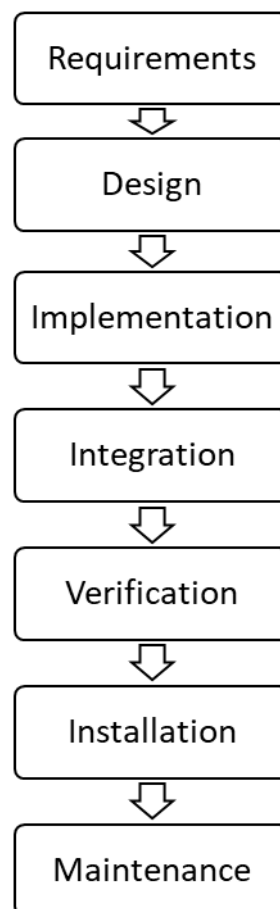 Requirements
Design
Implementation
Integration
Verification
Installation
Maintenance